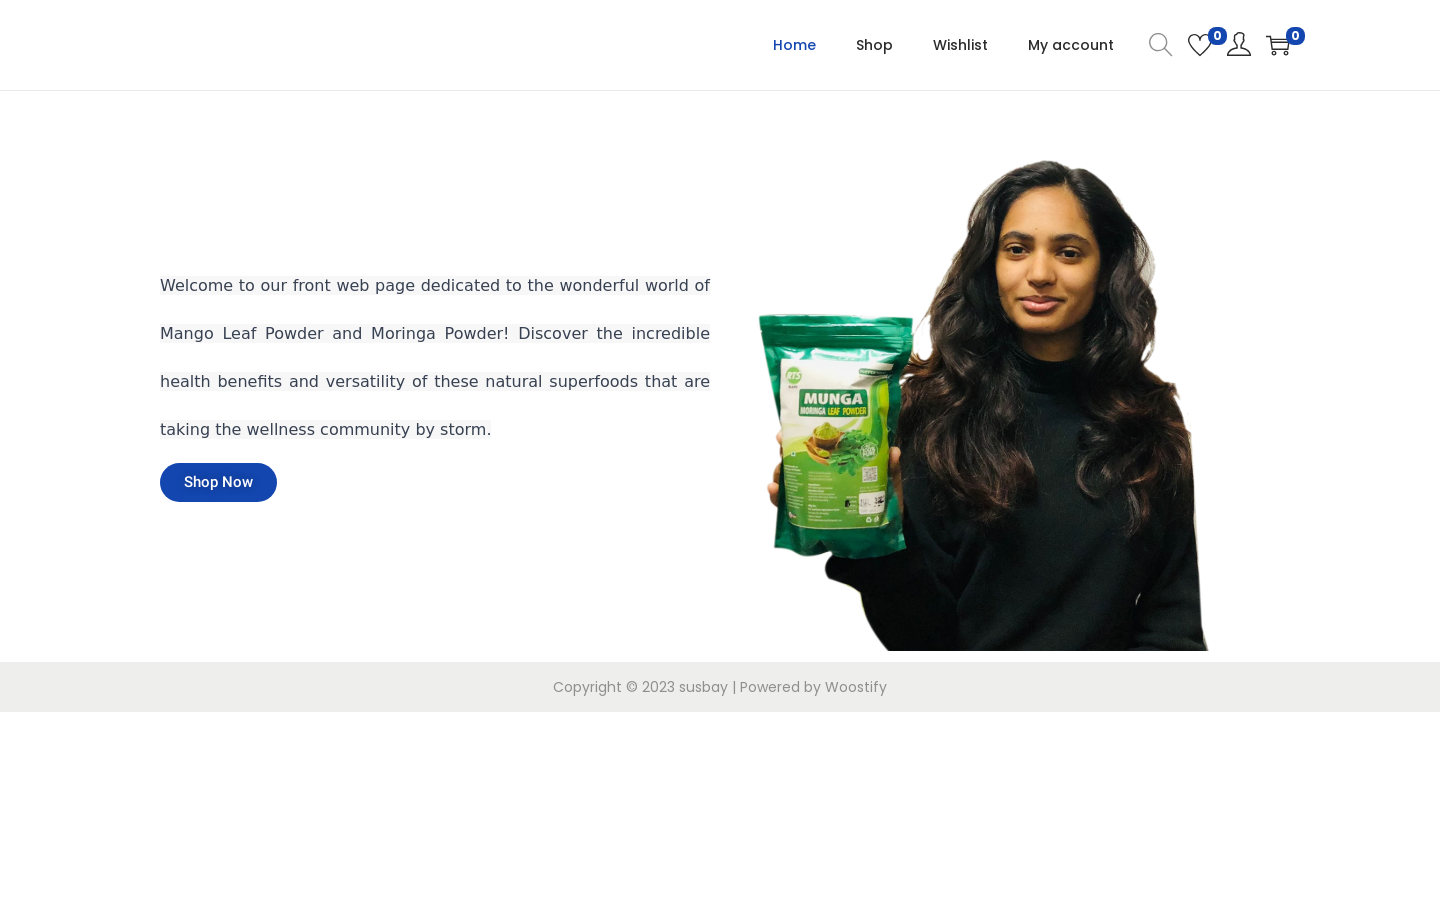 Home Shop Wishlist My account 0 0
Welcome to our front web page dedicated to the wonderful world of
Mango Leaf Powder and Moringa Powder! Discover the incredible
health benefits and versatility of these natural superfoods that are
taking the wellness community by storm.
Shop Now
RTS
MUNGA
MORINGA LEAF POWDER
Copyright © 2023 susbay | Powered by Woostify